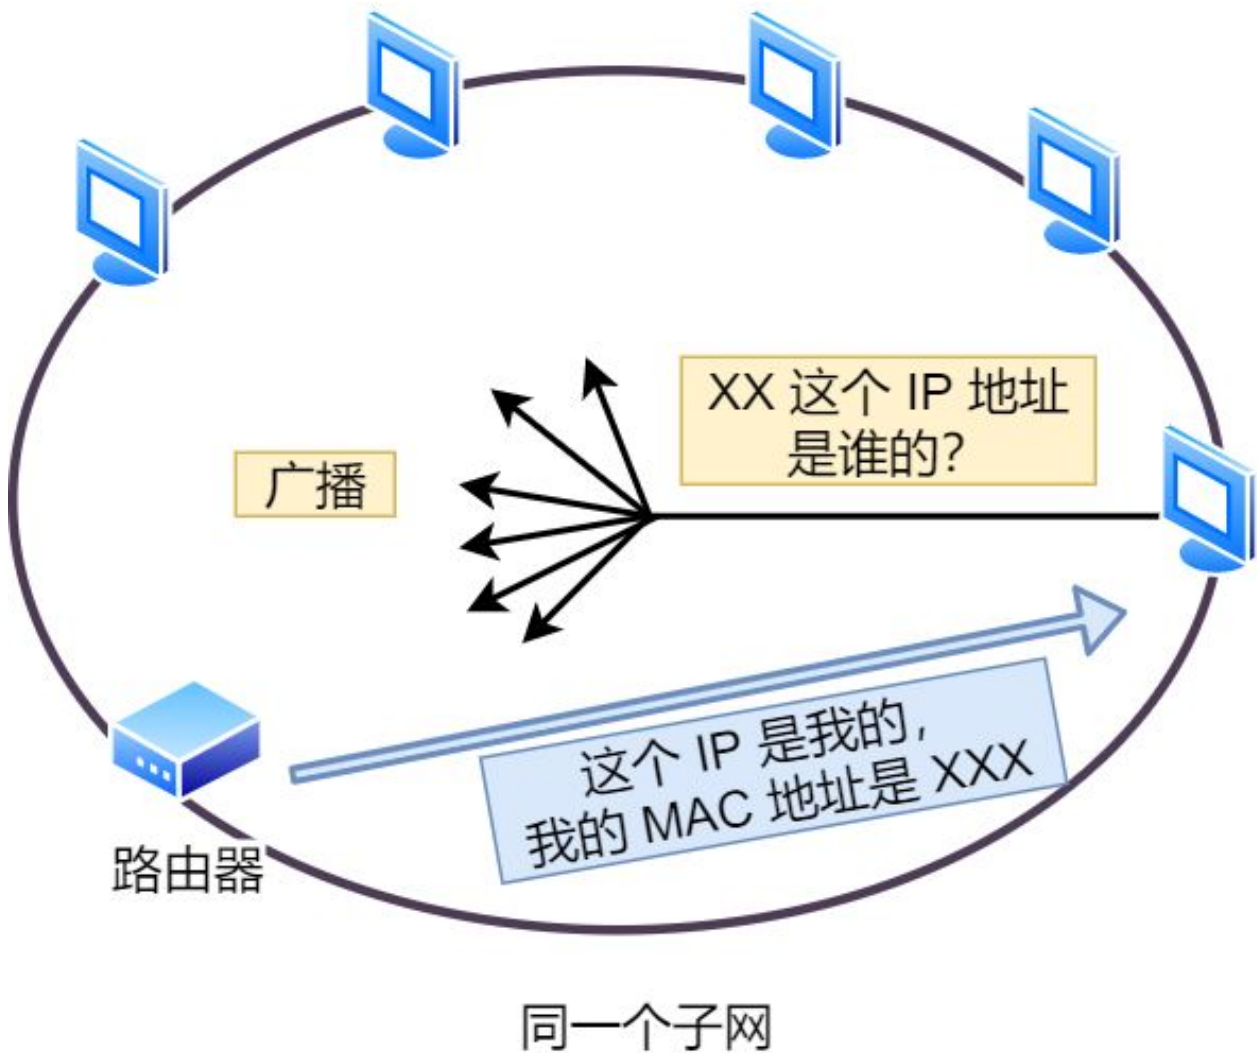 XX 这个 IP 地址
是谁的？
广播
这个 IP 是我的，
我的 MAC 地址是 XXX
路由器
同一个子网